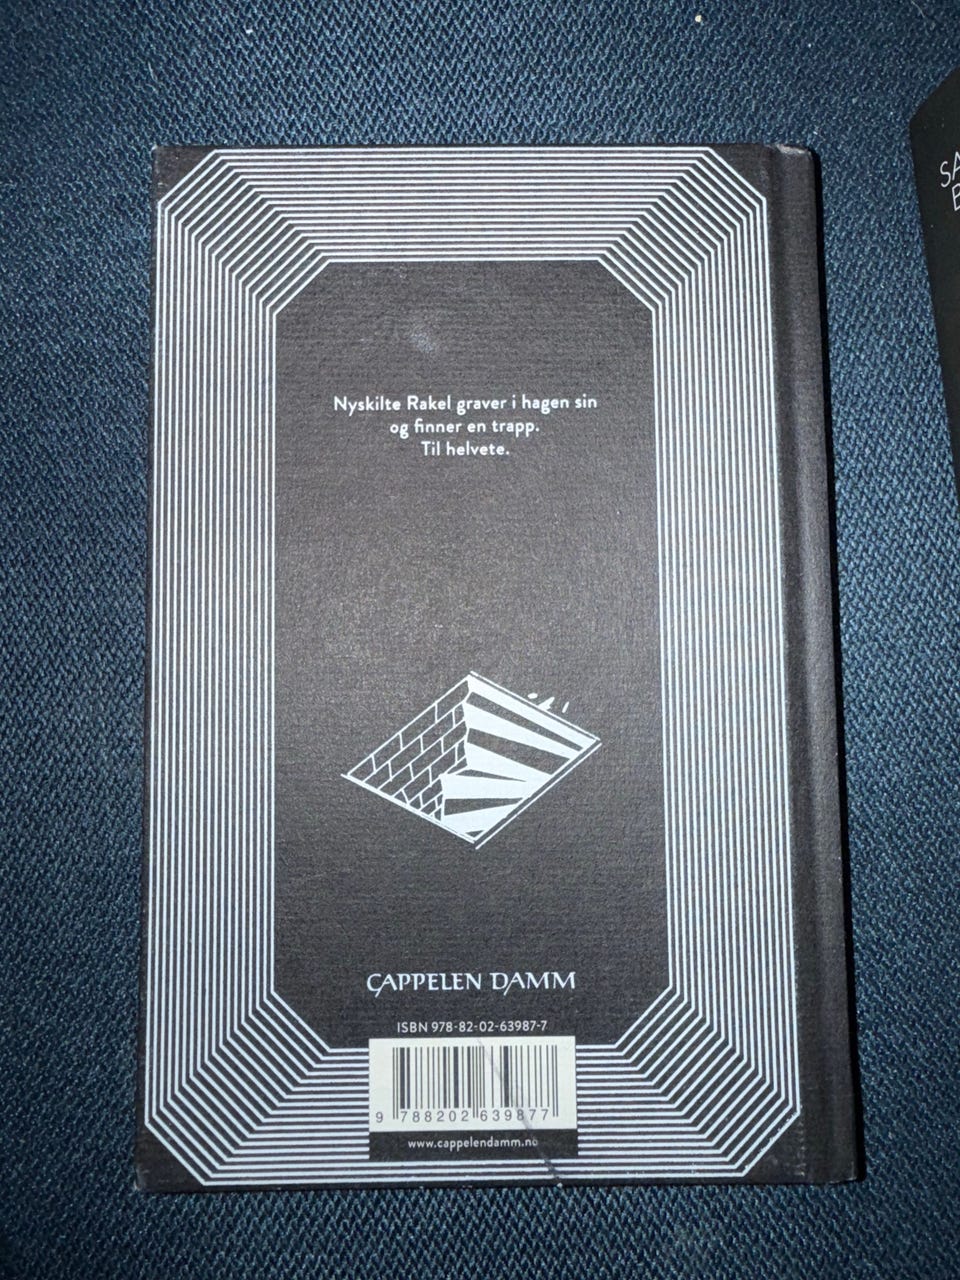 Nyskilte Rakel graver i hagen sin
og finner en trapp.
Til helvete.
CAPPELEN DAMM
ISBN 978-82-02-63987-7
9 788202 639877
www.cappelendamm.no